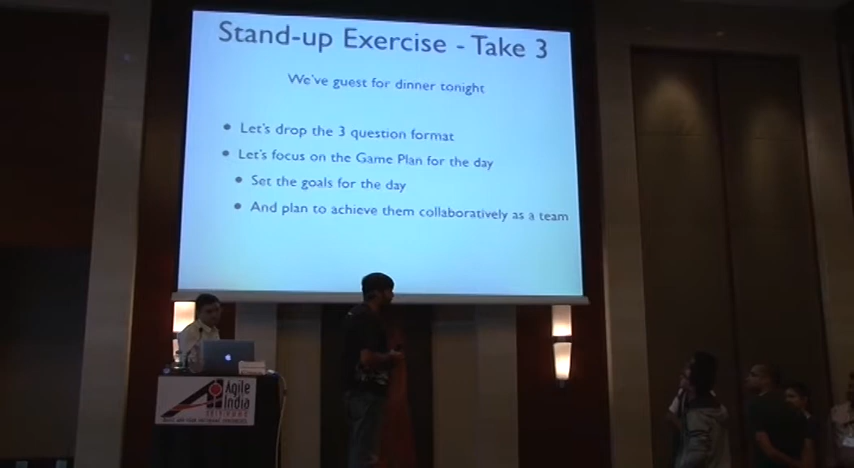 Stand-up Exercise - Take 3
We've guest for dinner tonight
• Let's drop the 3 question format
• Let's focus on the Game Plan for the day
• Set the goals for the day
• And plan to achieve them collaboratively as a team
Agile
India